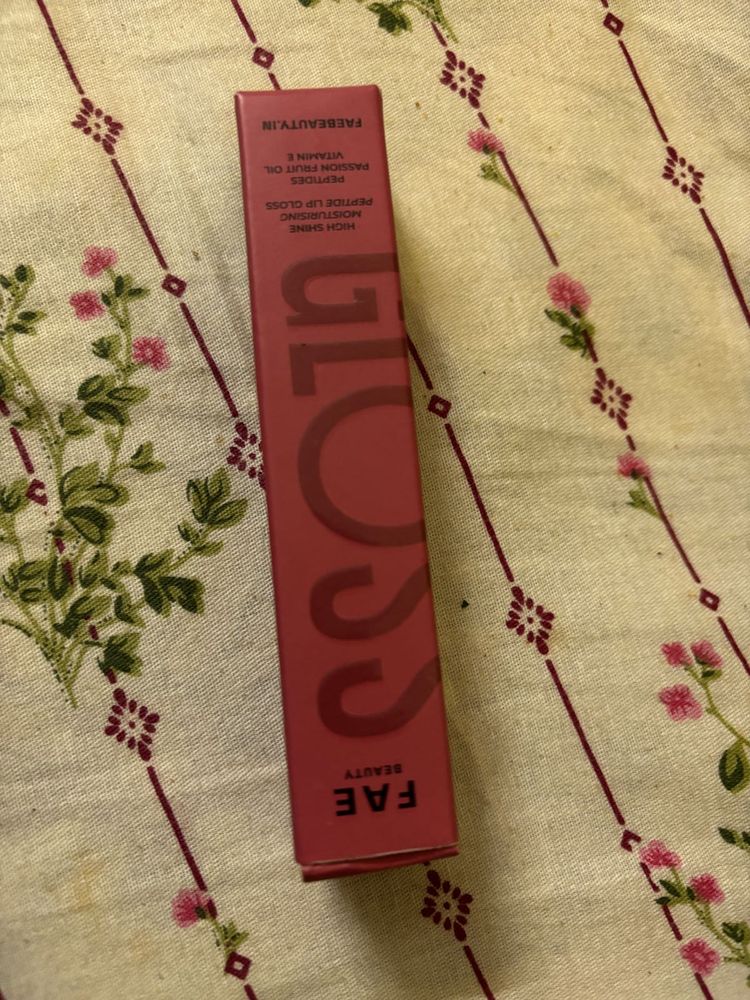 FAE
BEAUTY
GLOSS
HIGH SHINE
MOISTURISING
PEPTIDE LIP GLOSS
PEPTIDES
PASSION FRUIT OIL
VITAMIN E
FAEBEAUTY.IN